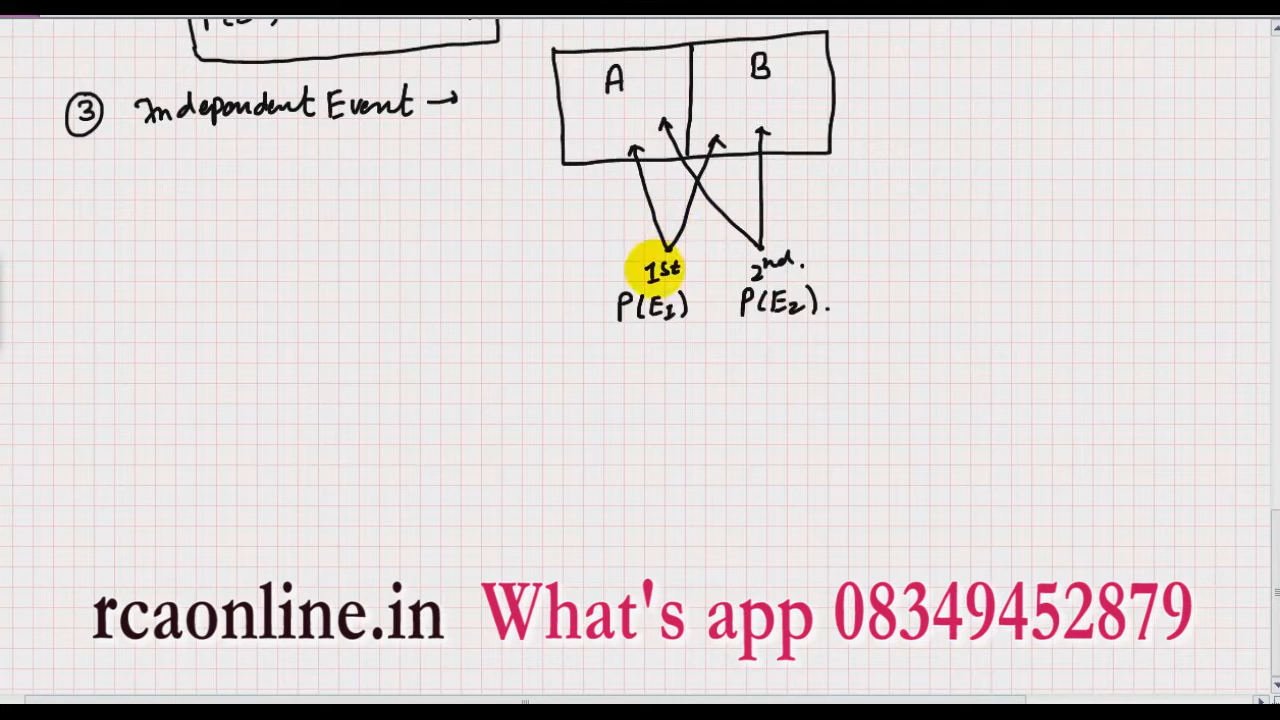 ③ Independent Event →
A B
1st 2nd.
P(E1) P(E2).
rcaonline.in What's app 08349452879